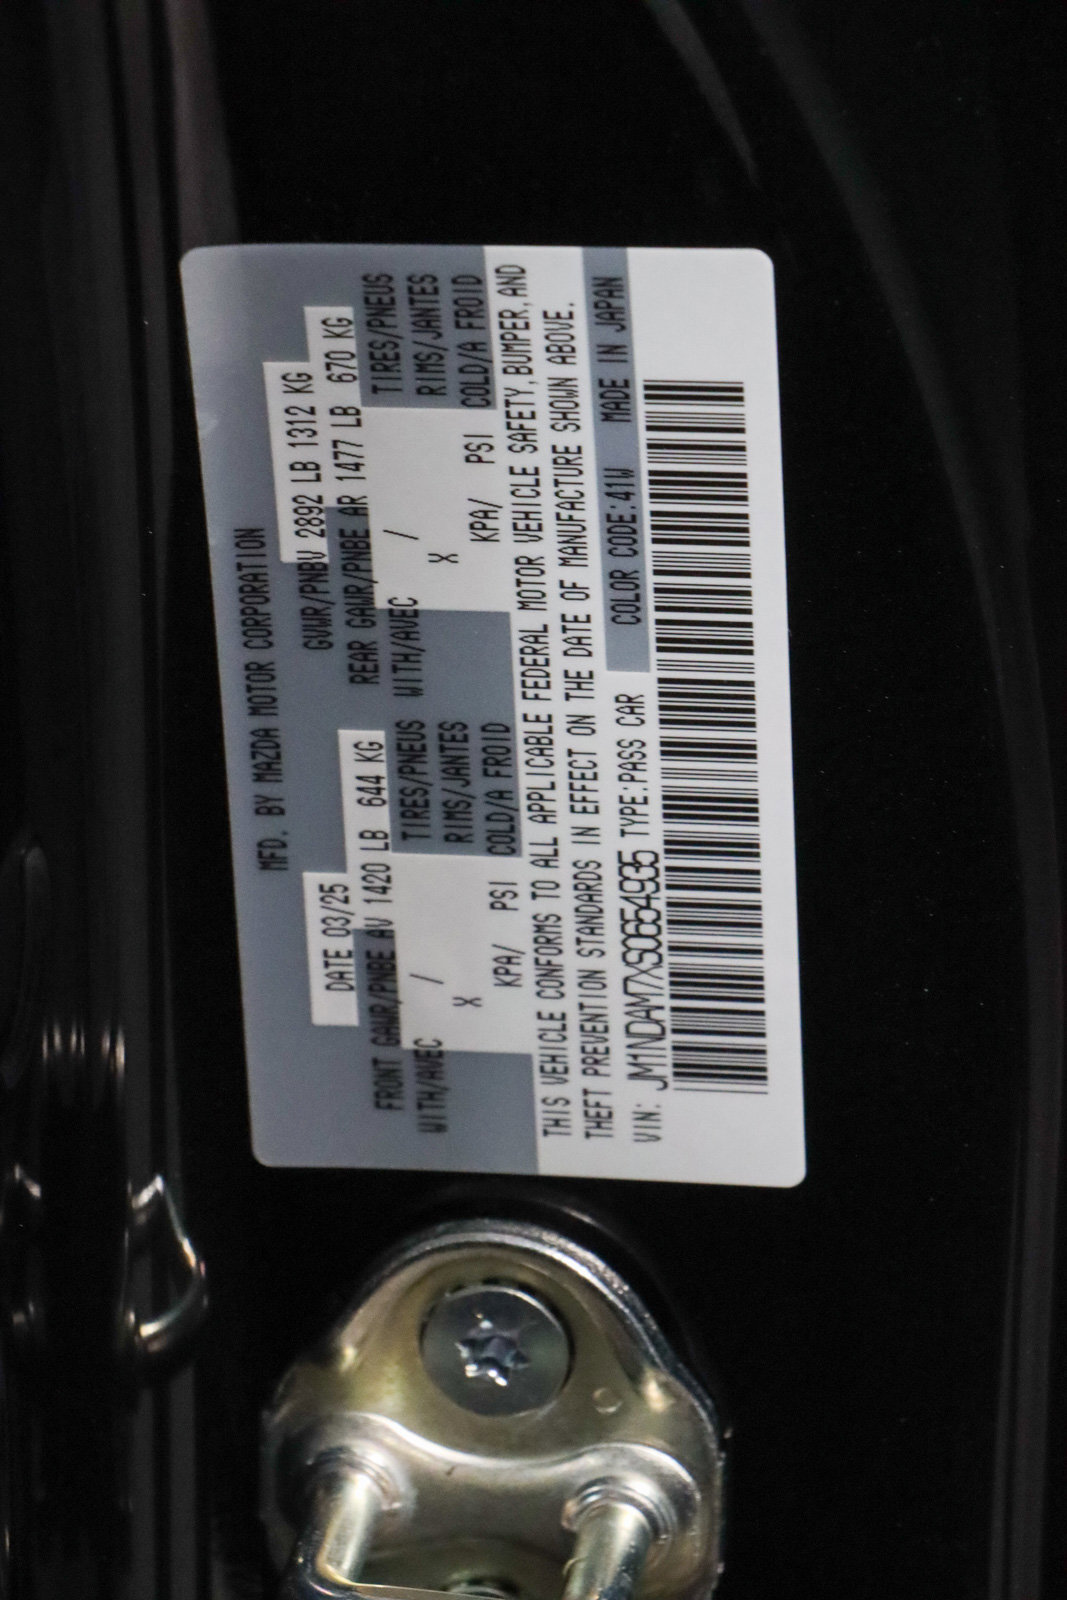 MFD. BY MAZDA MOTOR CORPORATION
DATE 03/25 GVWR/PNBV 2892 LB 1312 KG
FRONT GAWR/PNBE AV 1420 LB 644 KG REAR GAWR/PNBE AR 1477 LB 670 KG
WITH/AVEC / TIRES/PNEUS WITH/AVEC / TIRES/PNEUS
X RIMS/JANTES X RIMS/JANTES
KPA/ PSI COLD/A FROID KPA/ PSI COLD/A FROID
THIS VEHICLE CONFORMS TO ALL APPLICABLE FEDERAL MOTOR VEHICLE SAFETY, BUMPER, AND
THEFT PREVENTION STANDARDS IN EFFECT ON THE DATE OF MANUFACTURE SHOWN ABOVE.
VIN: JM1NDAM7XS0654935 TYPE:PASS CAR COLOR CODE:41W MADE IN JAPAN